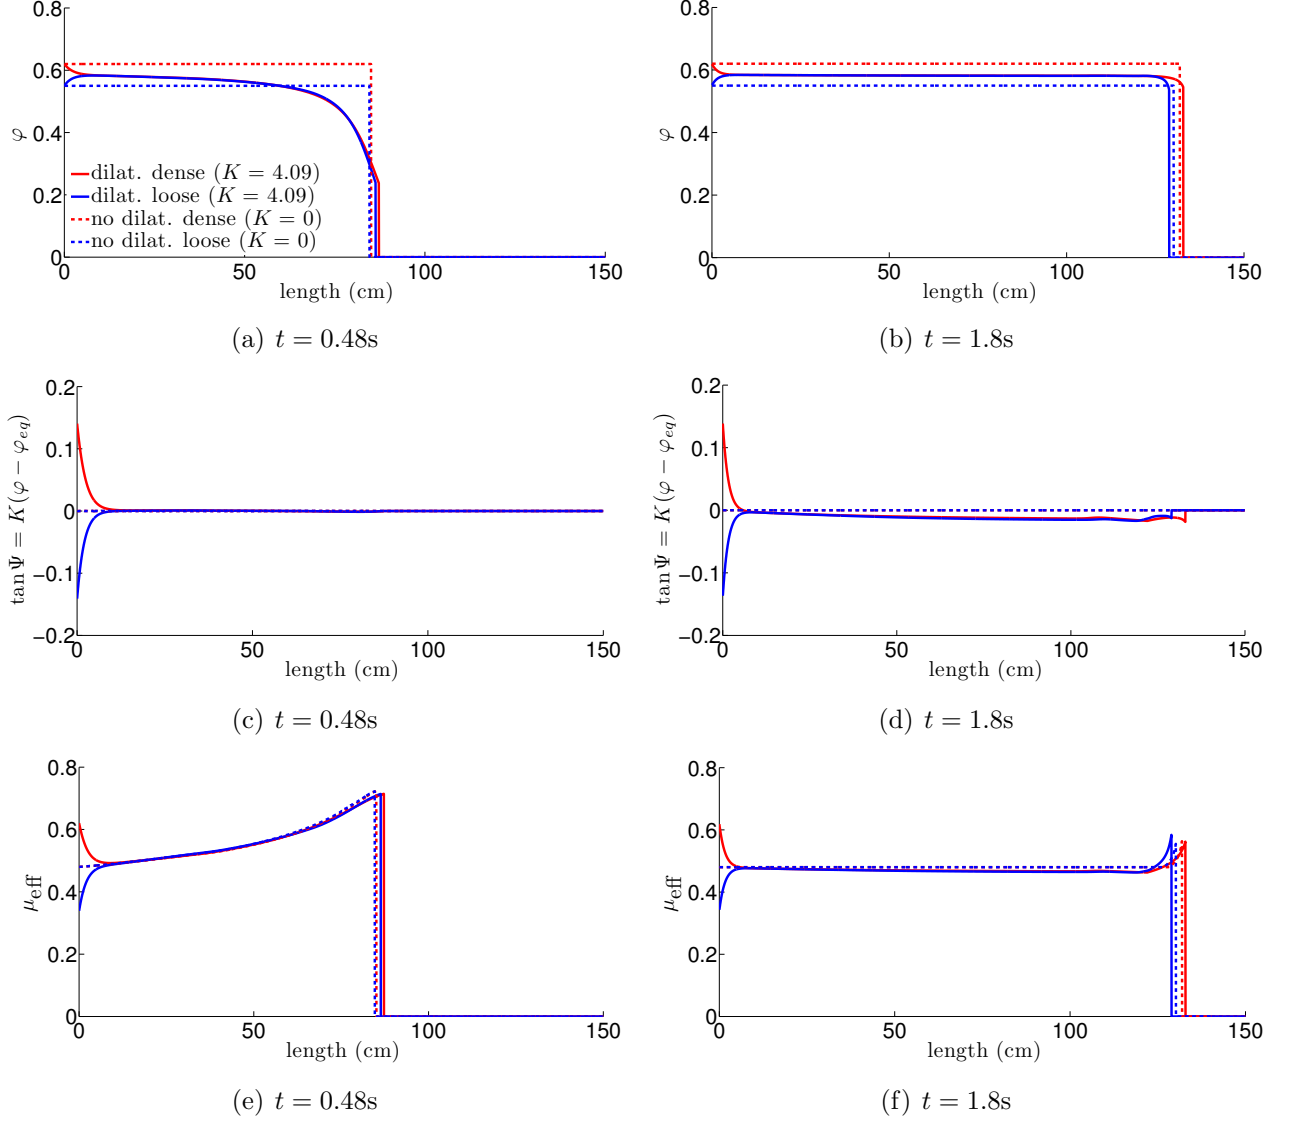 0.8
0.6
0.4
0.2
0
φ
dilat. dense (K = 4.09)
dilat. loose (K = 4.09)
no dilat. dense (K = 0)
no dilat. loose (K = 0)
0 50 100 150
length (cm)
(a) t = 0.48s
0.8
0.6
0.4
0.2
0
φ
0 50 100 150
length (cm)
(b) t = 1.8s
0.2
0.1
0
−0.1
−0.2
tan Ψ = K(φ − φeq)
0 50 100 150
length (cm)
(c) t = 0.48s
0.2
0.1
0
−0.1
−0.2
tan Ψ = K(φ − φeq)
0 50 100 150
length (cm)
(d) t = 1.8s
0.8
0.6
0.4
0.2
0
μeff
0 50 100 150
length (cm)
(e) t = 0.48s
0.8
0.6
0.4
0.2
0
μeff
0 50 100 150
length (cm)
(f) t = 1.8s